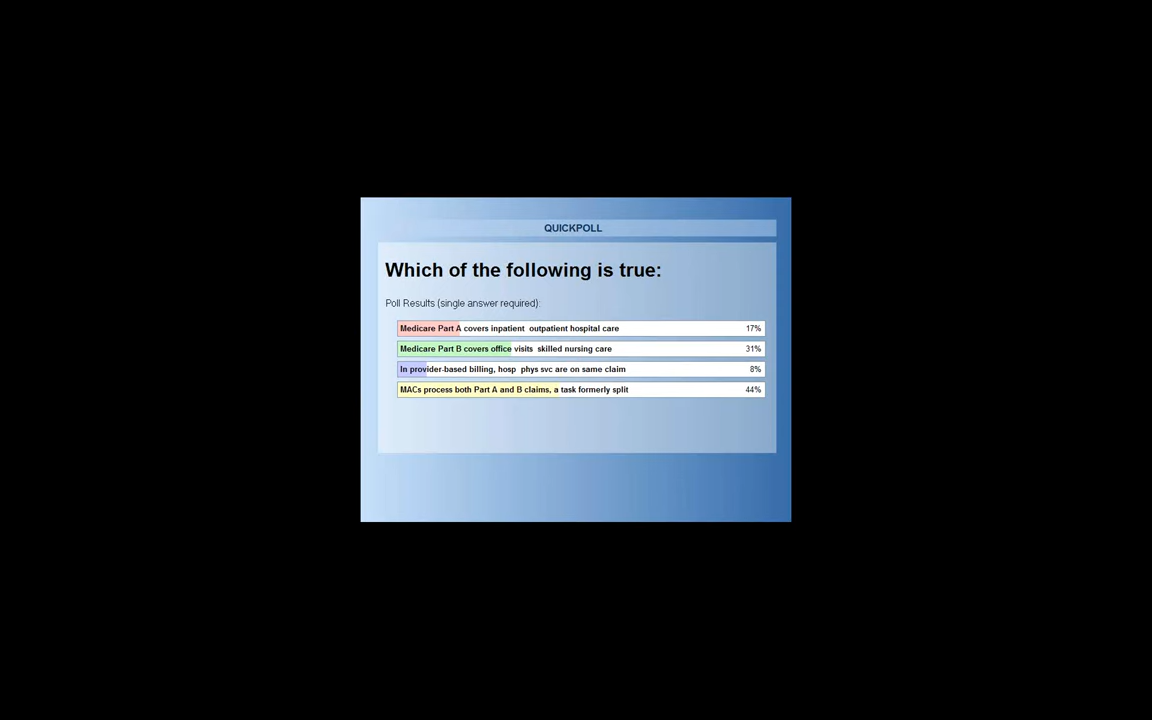 QUICKPOLL
Which of the following is true:
Poll Results (single answer required):
Medicare Part A covers inpatient  outpatient hospital care 17%
Medicare Part B covers office visits  skilled nursing care 31%
In provider-based billing, hosp  phys svc are on same claim 8%
MACs process both Part A and B claims, a task formerly split 44%